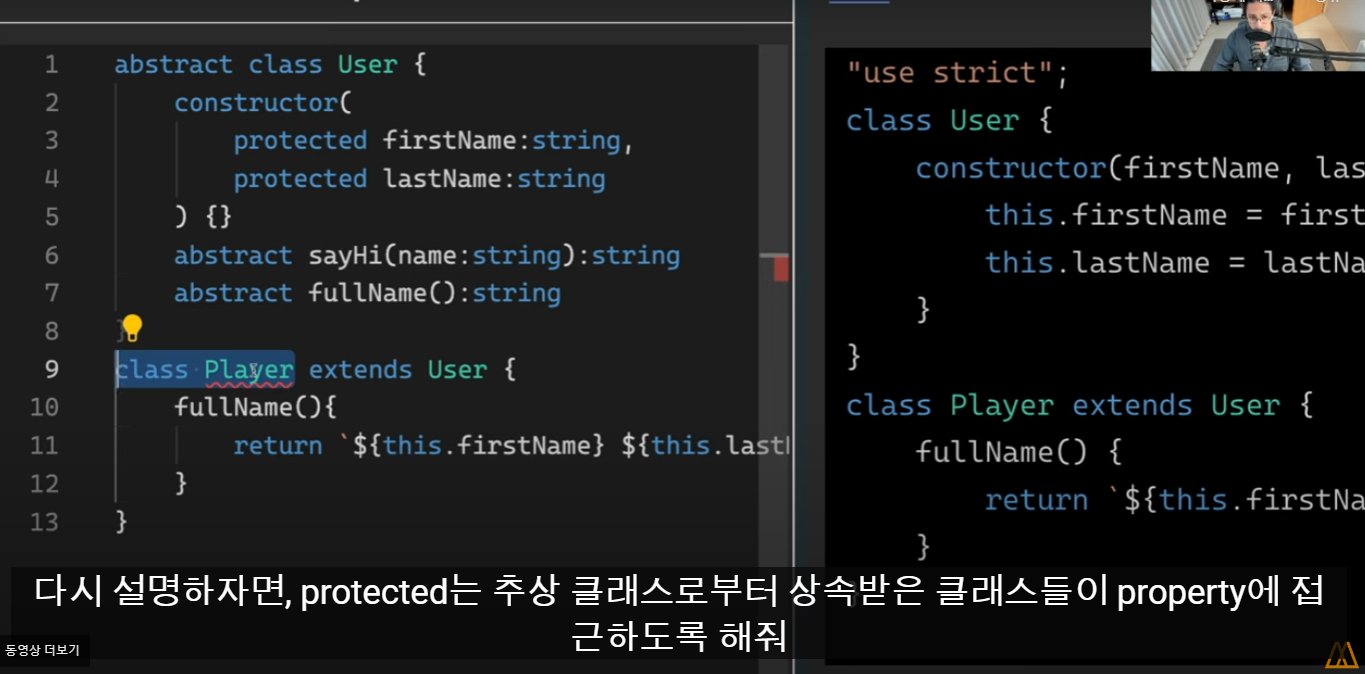 1 abstract class User {
2 constructor(
3 protected firstName:string,
4 protected lastName:string
5 ) {}
6 abstract sayHi(name:string):string
7 abstract fullName():string
8 }
9 class Player extends User {
10 fullName(){
11 return `${this.firstName} ${this.last
12 }
13 }
"use strict";
class User {
constructor(firstName, las
this.firstName = first
this.lastName = lastNa
}
}
class Player extends User {
fullName() {
return `${this.firstNa
}
다시 설명하자면, protected는 추상 클래스로부터 상속받은 클래스들이 property에 접
근하도록 해줘
동영상 더보기